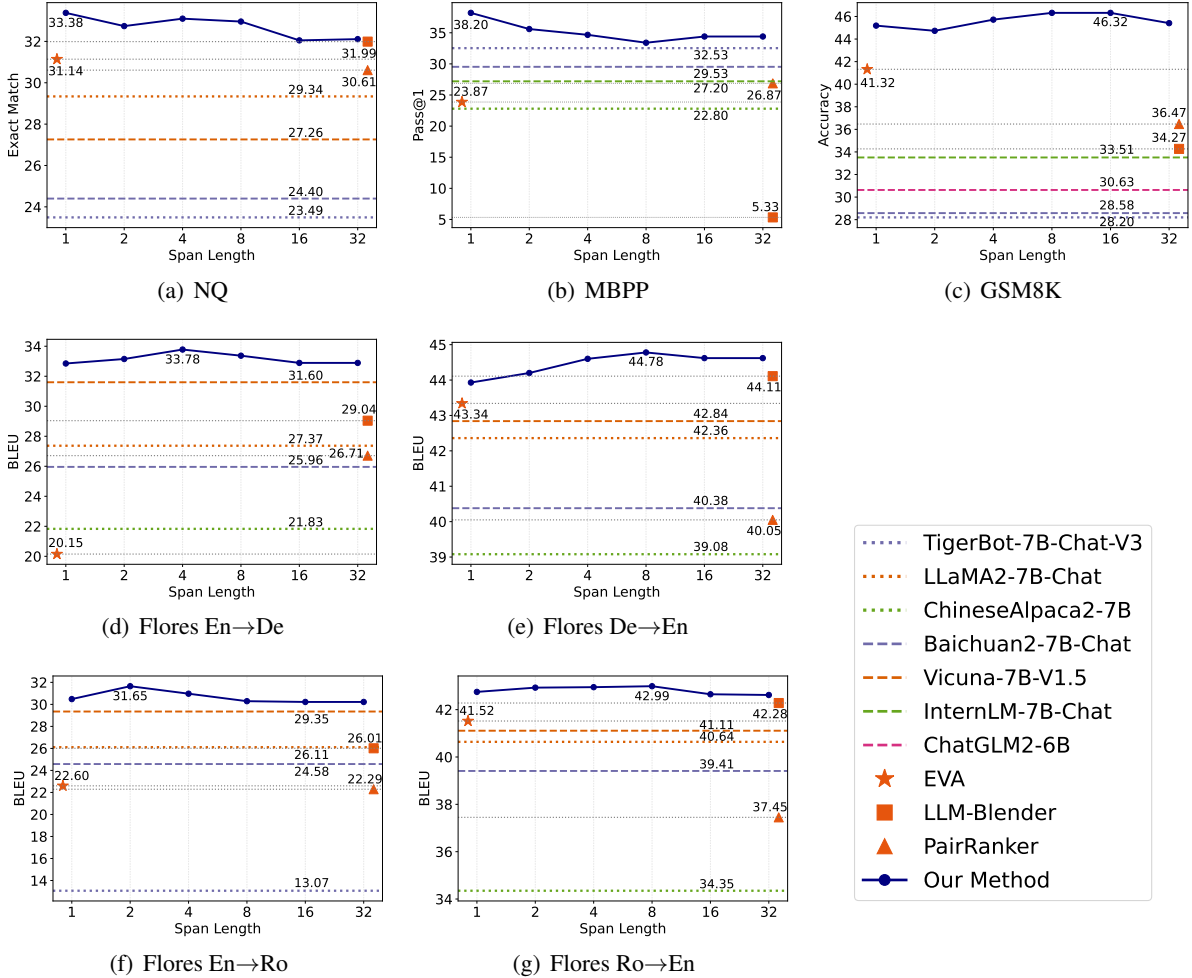 33.38
31.14
31.99
30.61
29.34
27.26
24.40
23.49
32
30
28
26
24
Exact Match
1 2 4 8 16 32
Span Length
(a) NQ
38.20
32.53
29.53
23.87
27.20
26.87
22.80
5.33
35
30
25
20
15
10
5
Pass@1
1 2 4 8 16 32
Span Length
(b) MBPP
46.32
41.32
36.47
34.27
33.51
30.63
28.58
28.20
46
44
42
40
38
36
34
32
30
28
Accuracy
1 2 4 8 16 32
Span Length
(c) GSM8K
33.78
31.60
29.04
27.37
26.71
25.96
21.83
20.15
34
32
30
28
26
24
22
20
BLEU
1 2 4 8 16 32
Span Length
(d) Flores En→De
44.78
44.11
43.34
42.84
42.36
40.38
40.05
39.08
45
44
43
42
41
40
39
BLEU
1 2 4 8 16 32
Span Length
(e) Flores De→En
31.65
29.35
26.01
26.11
24.58
22.60
22.29
13.07
32
30
28
26
24
22
20
18
16
14
BLEU
1 2 4 8 16 32
Span Length
(f) Flores En→Ro
42.99
42.28
41.52
41.11
40.64
39.41
37.45
34.35
42
40
38
36
34
BLEU
1 2 4 8 16 32
Span Length
(g) Flores Ro→En
TigerBot-7B-Chat-V3
LLaMA2-7B-Chat
ChineseAlpaca2-7B
Baichuan2-7B-Chat
Vicuna-7B-V1.5
InternLM-7B-Chat
ChatGLM2-6B
EVA
LLM-Blender
PairRanker
Our Method